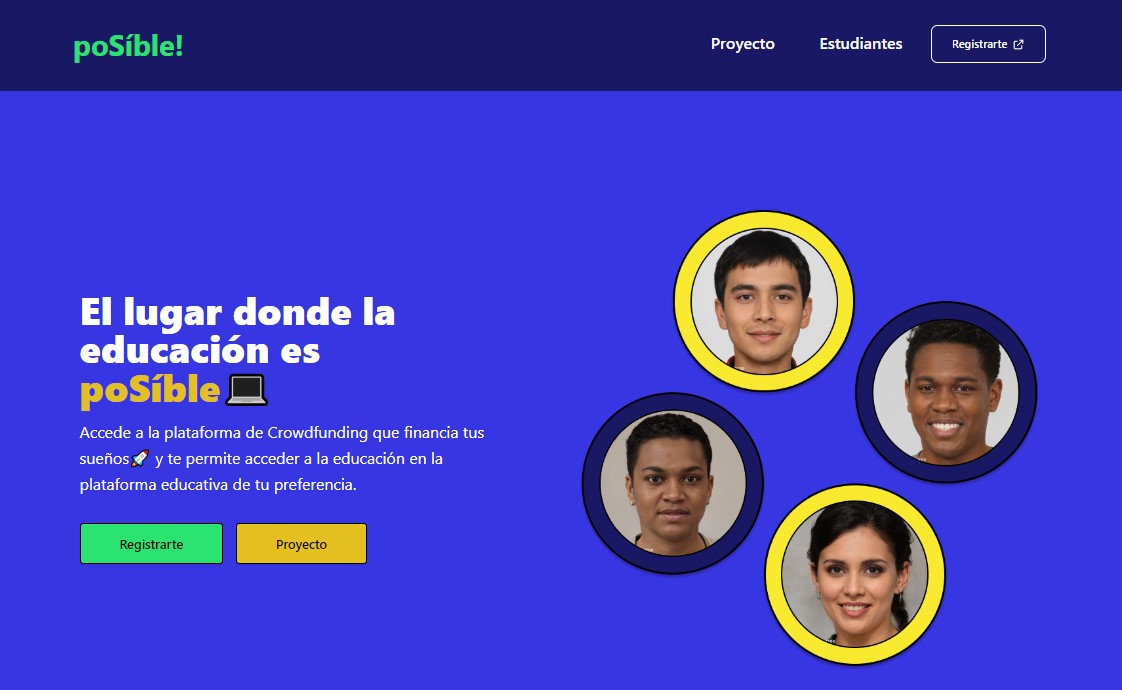 poSíble!
Proyecto
Estudiantes
Registrarte
El lugar donde la
educación es
poSíble💻
Accede a la plataforma de Crowdfunding que financia tus
sueños🚀 y te permite acceder a la educación en la
plataforma educativa de tu preferencia.
Registrarte
Proyecto